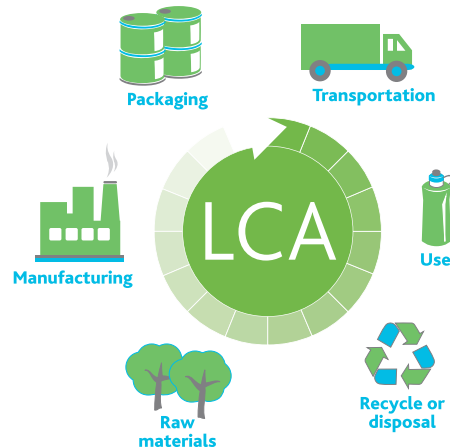 Packaging
Transportation
LCA
Manufacturing
Use
Raw
materials
Recycle or
disposal